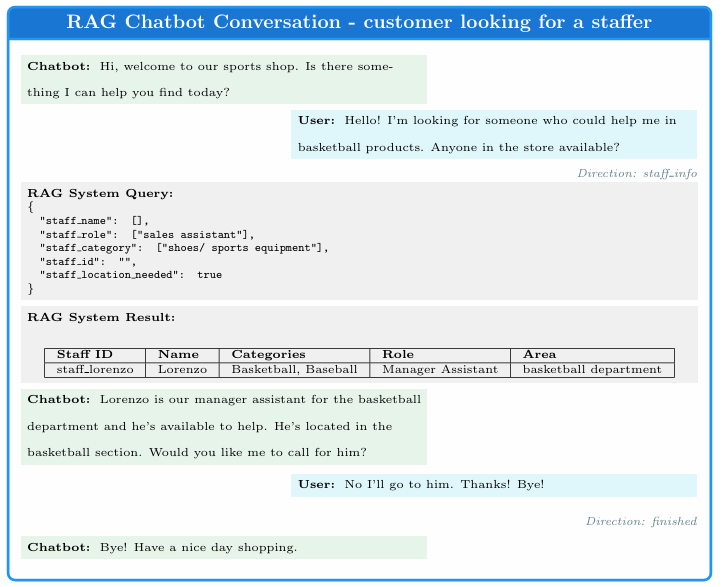 RAG Chatbot Conversation - customer looking for a staffer
Chatbot: Hi, welcome to our sports shop. Is there some-
thing I can help you find today?
User: Hello! I'm looking for someone who could help me in
basketball products. Anyone in the store available?
Direction: staff_info
RAG System Query:
{
"staff_name": [],
"staff_role": ["sales assistant"],
"staff_category": ["shoes/ sports equipment"],
"staff_id": "",
"staff_location_needed": true
}
RAG System Result:
Staff ID Name Categories Role Area
staff_lorenzo Lorenzo Basketball, Baseball Manager Assistant basketball department
Chatbot: Lorenzo is our manager assistant for the basketball
department and he's available to help. He's located in the
basketball section. Would you like me to call for him?
User: No I'll go to him. Thanks! Bye!
Direction: finished
Chatbot: Bye! Have a nice day shopping.